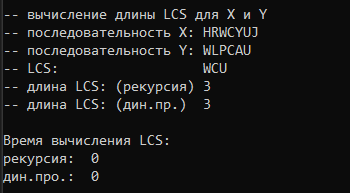 -- вычисление длины LCS для X и Y
-- последовательность X: HRWCYUJ
-- последовательность Y: WLPCAU
-- LCS: WCU
-- длина LCS: (рекурсия) 3
-- длина LCS: (дин.пр.) 3
Время вычисления LCS:
рекурсия: 0
дин.про.: 0